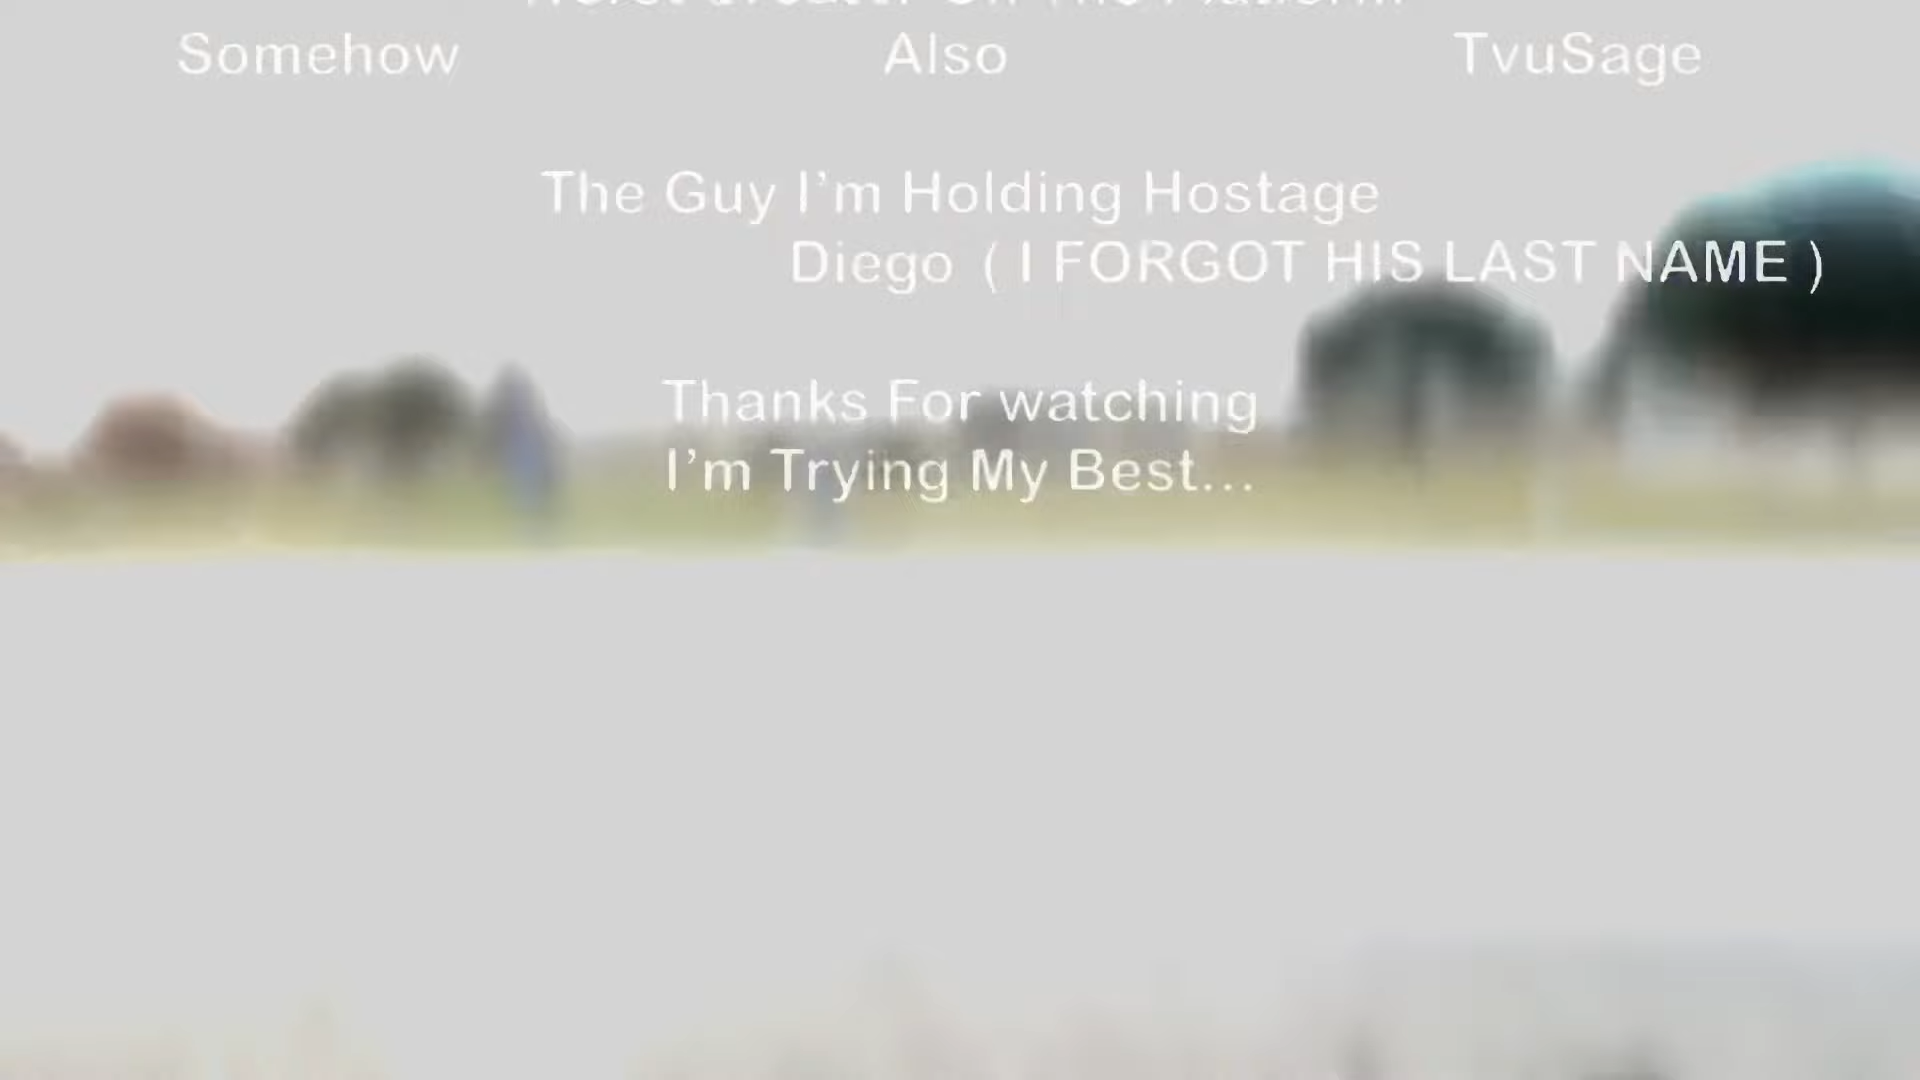 Somehow Also TvuSage
The Guy I'm Holding Hostage
Diego ( I FORGOT HIS LAST NAME )
Thanks For watching
I'm Trying My Best...